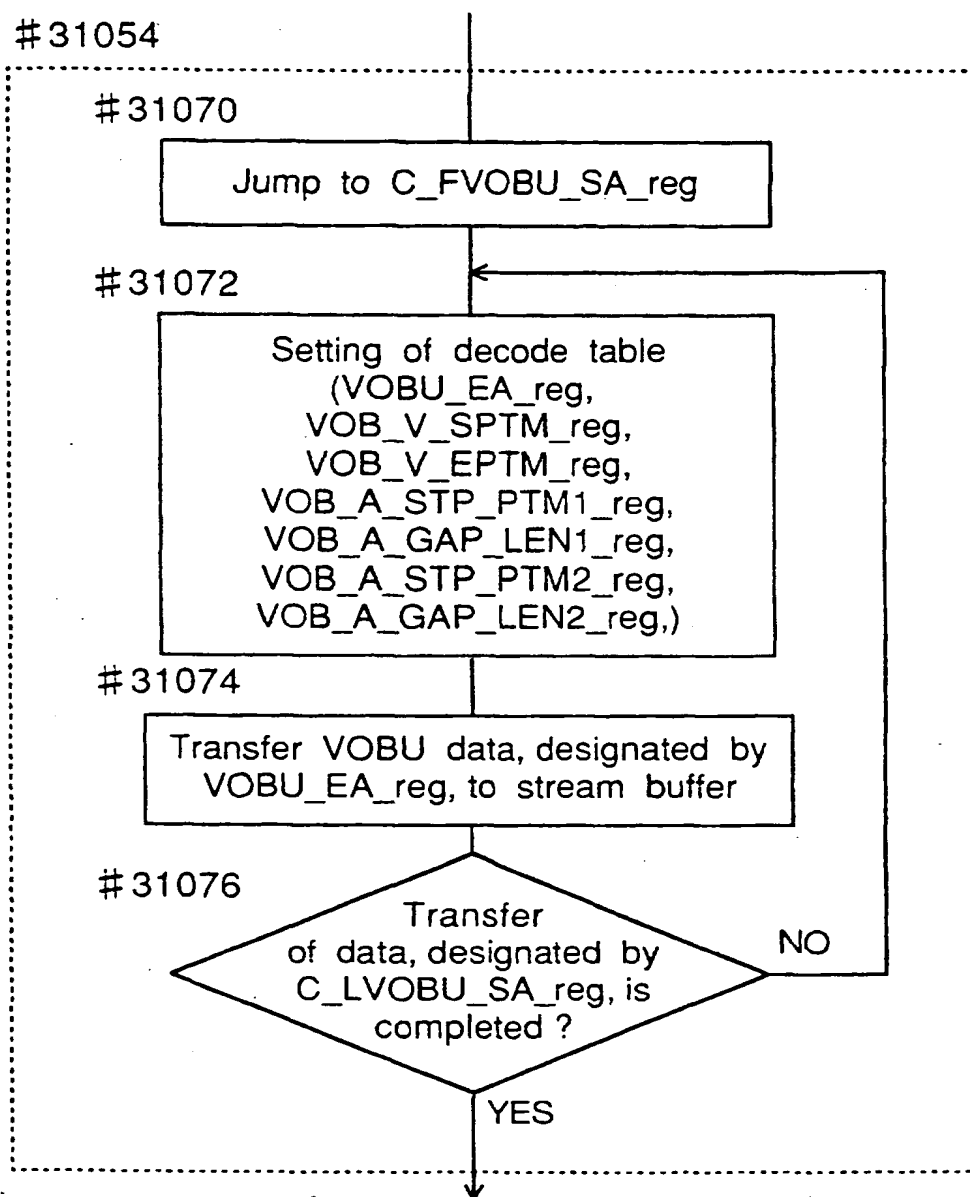 #31054
#31070
Jump to C_FVOBU_SA_reg
#31072
Setting of decode table
(VOBU_EA_reg,
VOB_V_SPTM_reg,
VOB_V_EPTM_reg,
VOB_A_STP_PTM1_reg,
VOB_A_GAP_LEN1_reg,
VOB_A_STP_PTM2_reg,
VOB_A_GAP_LEN2_reg,)
#31074
Transfer VOBU data, designated by
VOBU_EA_reg, to stream buffer
#31076
Transfer
of data, designated by
C_LVOBU_SA_reg, is
completed ?
NO
YES